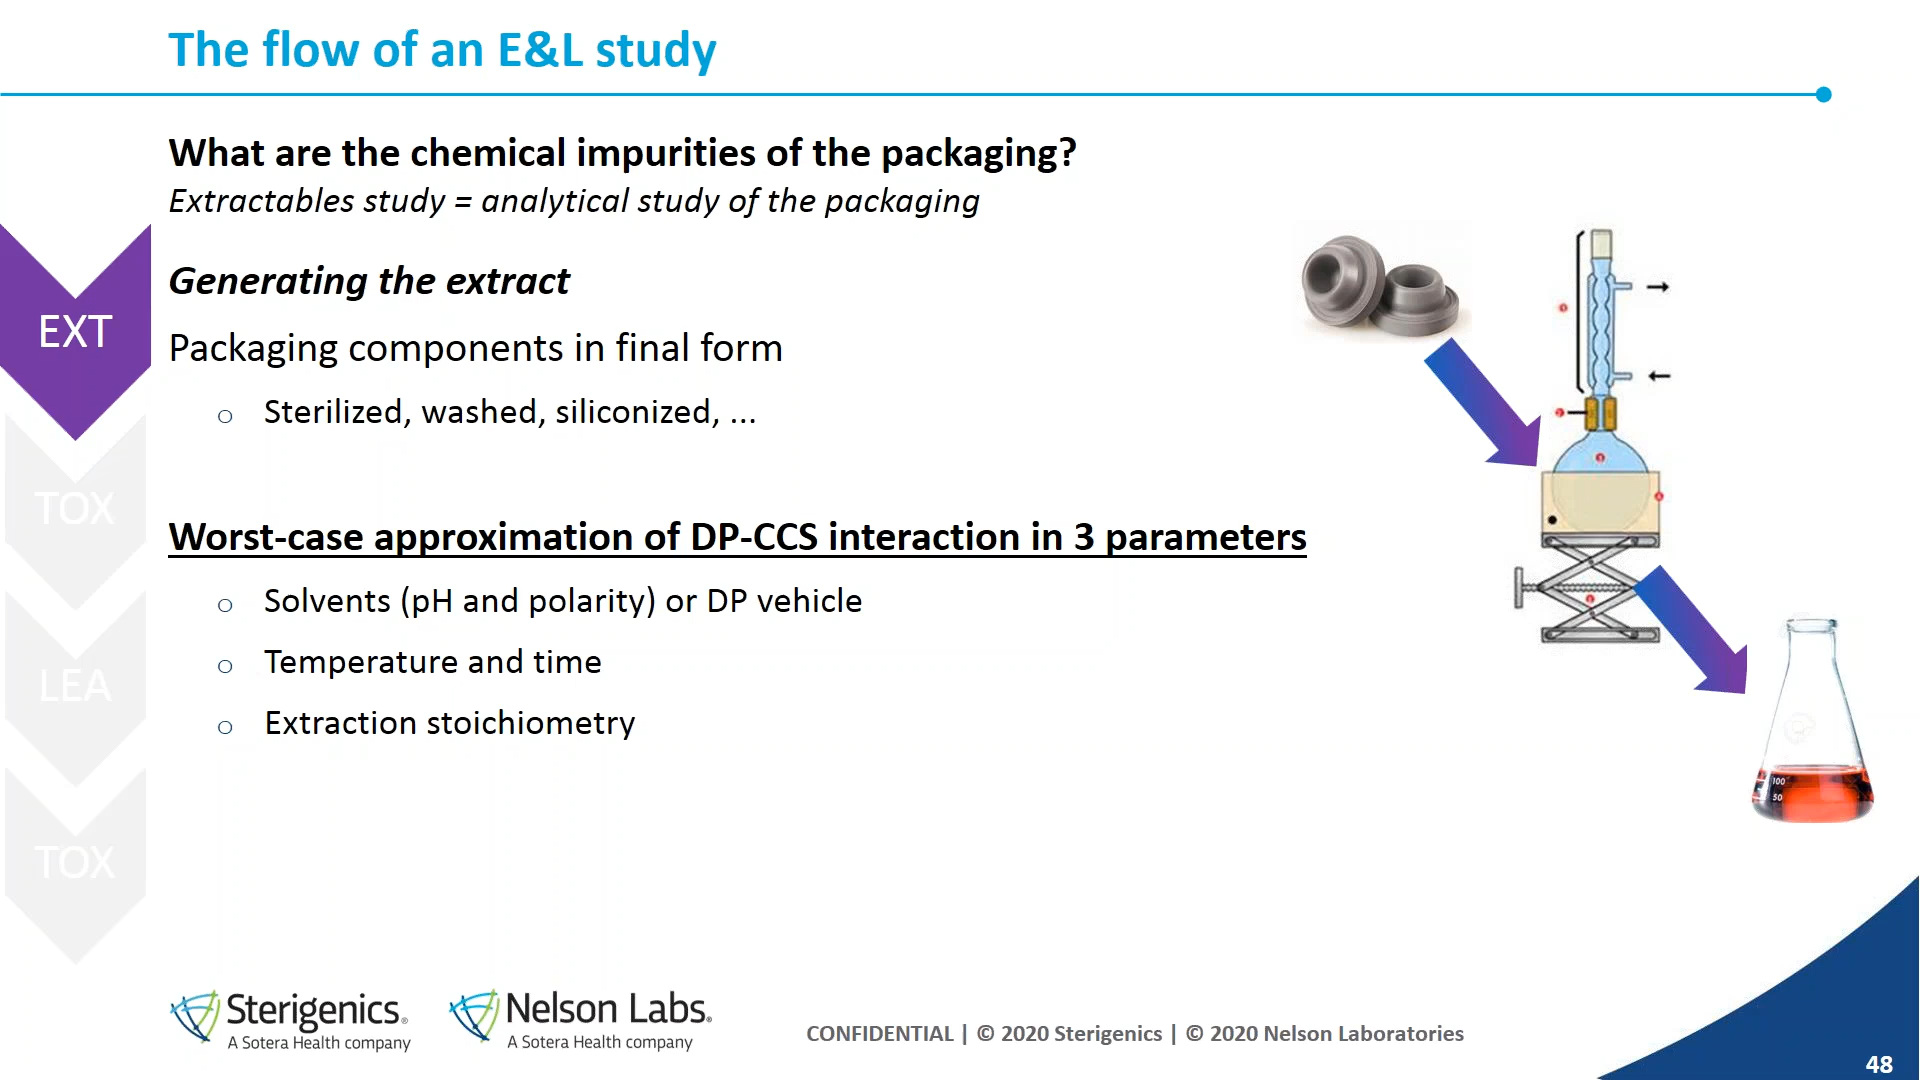 The flow of an E&L study
What are the chemical impurities of the packaging?
Extractables study = analytical study of the packaging
Generating the extract
EXT
Packaging components in final form
o Sterilized, washed, siliconized, ...
TOX
Worst-case approximation of DP-CCS interaction in 3 parameters
o Solvents (pH and polarity) or DP vehicle
o Temperature and time
LEA
o Extraction stoichiometry
100
50
TOX
Sterigenics®
A Sotera Health company
Nelson Labs®
A Sotera Health company
CONFIDENTIAL | © 2020 Sterigenics | © 2020 Nelson Laboratories
48